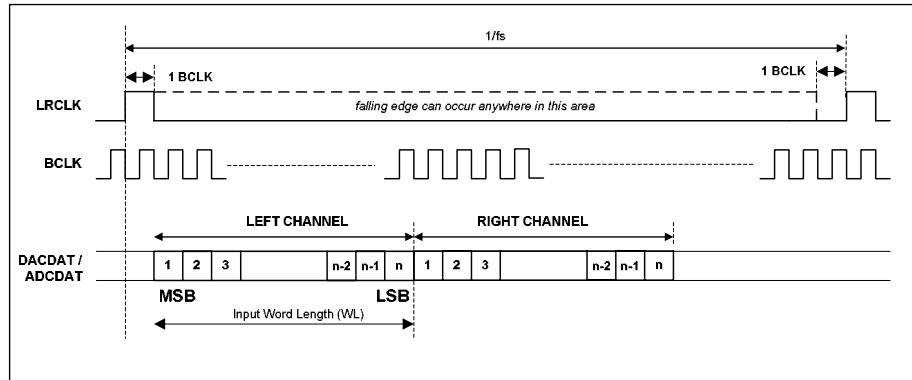 1/fs
1 BCLK
1 BCLK
LRCLK
falling edge can occur anywhere in this area
BCLK
LEFT CHANNEL
RIGHT CHANNEL
DACDAT /
ADCDAT
1 2 3 n-2 n-1 n 1 2 3 n-2 n-1 n
MSB LSB
Input Word Length (WL)